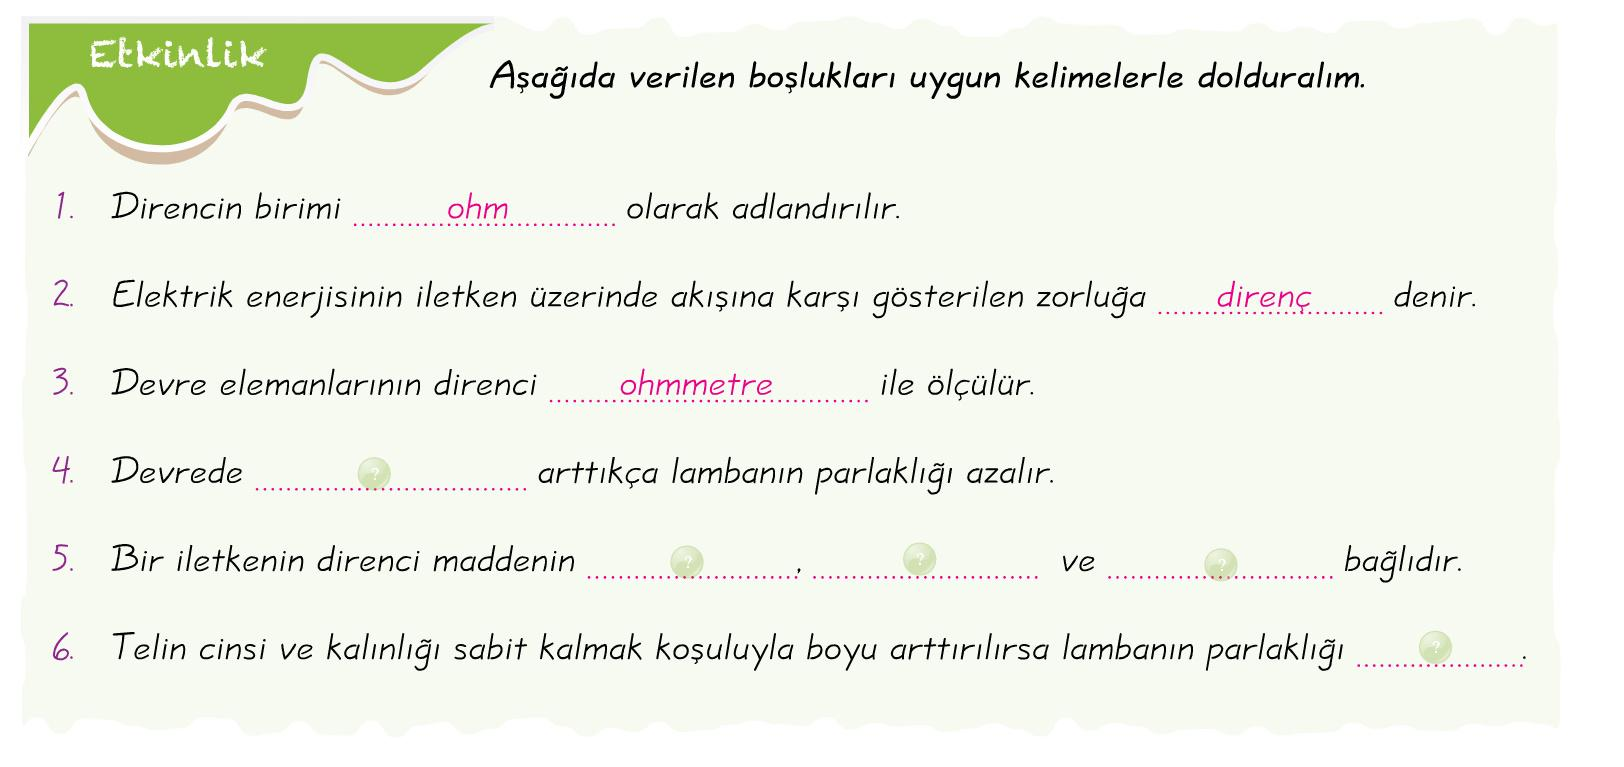 Etkinlik
Aşağıda verilen boşlukları uygun kelimelerle dolduralım.
1. Direncin birimi ohm olarak adlandırılır.
2. Elektrik enerjisinin iletken üzerinde akışına karşı gösterilen zorluğa direnç denir.
3. Devre elemanlarının direnci ohmmetre ile ölçülür.
4. Devrede ? arttıkça lambanın parlaklığı azalır.
5. Bir iletkenin direnci maddenin ? , ? ve ? bağlıdır.
6. Telin cinsi ve kalınlığı sabit kalmak koşuluyla boyu arttırılırsa lambanın parlaklığı ? .